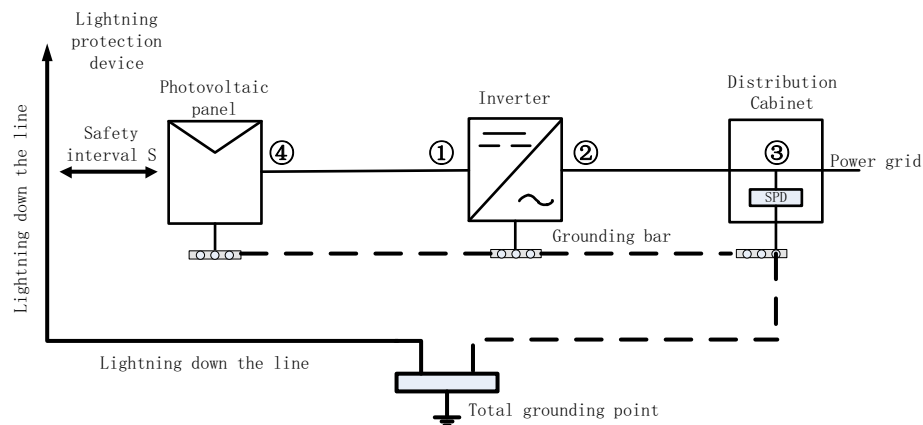 Lightning
protection
device
Photovoltaic
panel
Inverter
Distribution
Cabinet
Safety
interval S
④
①
②
③
Power grid
SPD
Lightning down the line
Grounding bar
Lightning down the line
Total grounding point